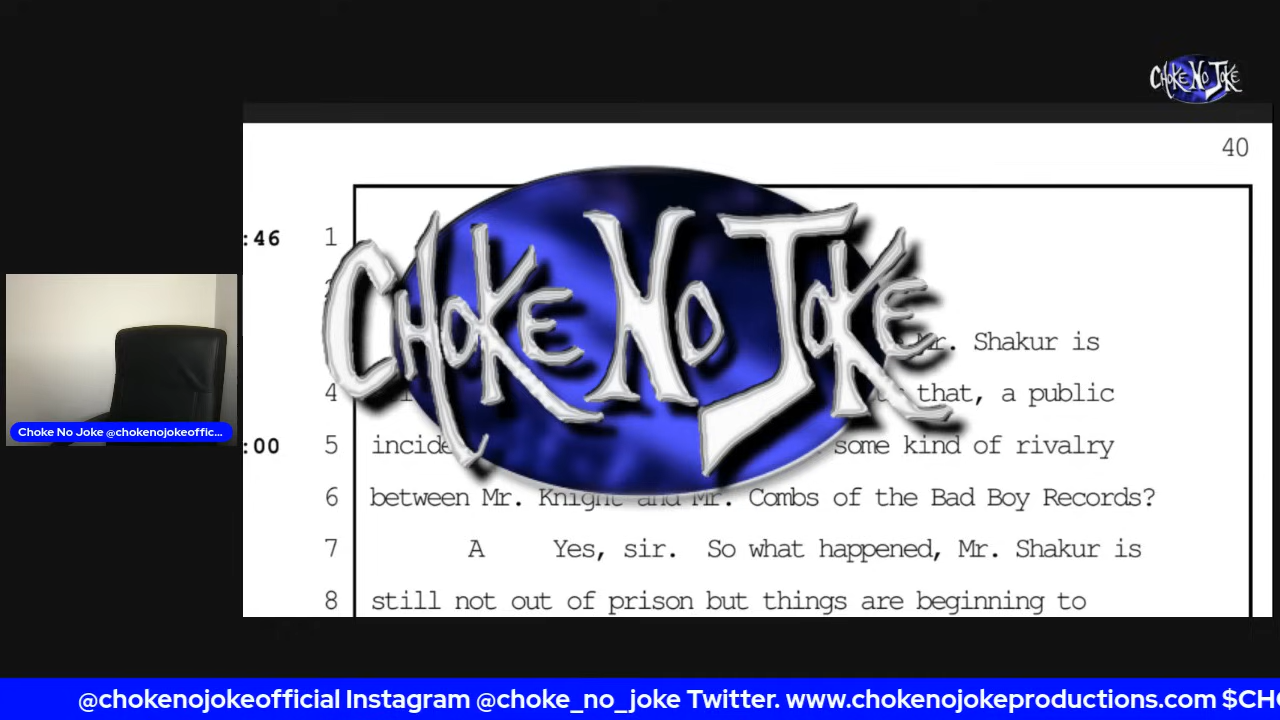 CHOKE NO JOKE
40
:46 1
Mr. Shakur is
4 that, a public
:00 5 incide some kind of rivalry
6 between Mr. Knight and Mr. Combs of the Bad Boy Records?
7 A Yes, sir. So what happened, Mr. Shakur is
8 still not out of prison but things are beginning to
CHOKE NO JOKE
Choke No Joke @chokenojokeoffic...
@chokenojokeofficial Instagram @choke_no_joke Twitter. www.chokenojokeproductions.com $CH